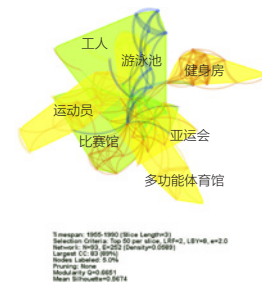 工人
游泳池
健身房
运动员
亚运会
比赛馆
多功能体育馆
Timespan: 1955-1990 (Slice Length=3)
Selection Criteria: Top 50 per slice, LRF=2, LBY=8, e=2.0
Network: N=93, E=252 (Density=0.0589)
Largest CC: 83 (89%)
Nodes Labeled: 5.0%
Pruning: None
Modularity Q=0.6651
Mean Silhouette=0.5674